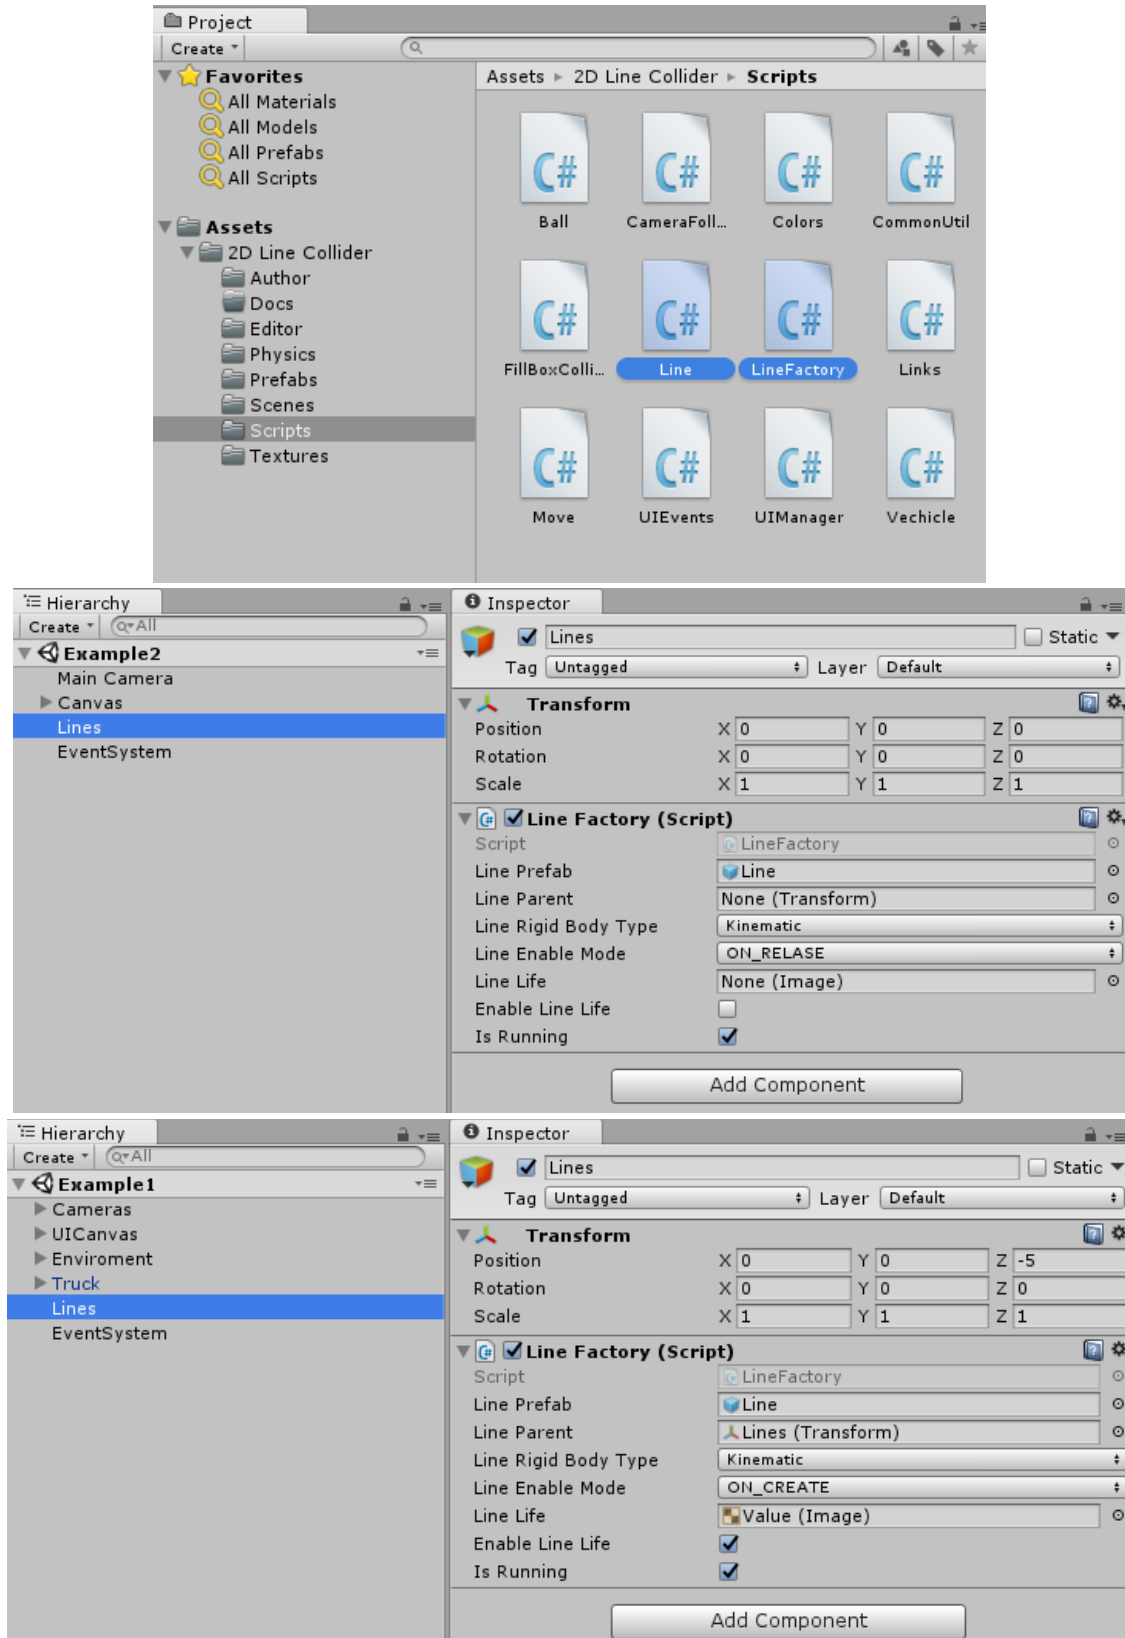 Project
Create
Favorites
All Materials
All Models
All Prefabs
All Scripts
Assets
2D Line Collider
Author
Docs
Editor
Physics
Prefabs
Scenes
Scripts
Textures
Assets ▸ 2D Line Collider ▸ Scripts
C# C# C# C#
Ball CameraFoll... Colors CommonUtil
C# C# C# C#
FillBoxColli... Line LineFactory Links
C# C# C# C#
Move UIEvents UIManager Vechicle
Hierarchy
Create All
Example2
Main Camera
Canvas
Lines
EventSystem
Inspector
Lines Static
Tag Untagged Layer Default
Transform
Position X 0 Y 0 Z 0
Rotation X 0 Y 0 Z 0
Scale X 1 Y 1 Z 1
Line Factory (Script)
Script LineFactory
Line Prefab Line
Line Parent None (Transform)
Line Rigid Body Type Kinematic
Line Enable Mode ON_RELASE
Line Life None (Image)
Enable Line Life
Is Running
Add Component
Hierarchy
Create All
Example1
Cameras
UICanvas
Enviroment
Truck
Lines
EventSystem
Inspector
Lines Static
Tag Untagged Layer Default
Transform
Position X 0 Y 0 Z -5
Rotation X 0 Y 0 Z 0
Scale X 1 Y 1 Z 1
Line Factory (Script)
Script LineFactory
Line Prefab Line
Line Parent Lines (Transform)
Line Rigid Body Type Kinematic
Line Enable Mode ON_CREATE
Line Life Value (Image)
Enable Line Life
Is Running
Add Component